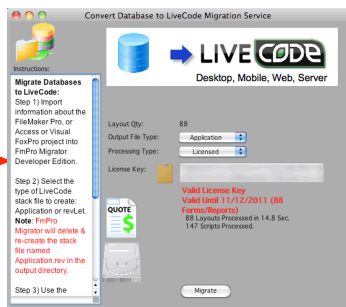 Convert Database to LiveCode Migration Service
Instructions:
Migrate Databases
to LiveCode:
Step 1) Import
information about the
FileMaker Pro, or
Access or Visual
FoxPro project into
FmPro Migrator
Developer Edition.
Step 2) Select the
type of LiveCode
stack file to create:
Application or revLet.
Note: FmPro
Migrator will delete &
re-create the stack
file named
Application.rev in the
output directory.
Step 3) Use the
LIVECODE
Desktop, Mobile, Web, Server
Layout Qty: 88
Output File Type: Application
Processing Type: Licensed
License Key:
Valid License Key
Valid Until 11/12/2011 (88
Forms/Reports)
88 Layouts Processed in 14.8 Sec.
147 Scripts Processed.
QUOTE
$
Migrate